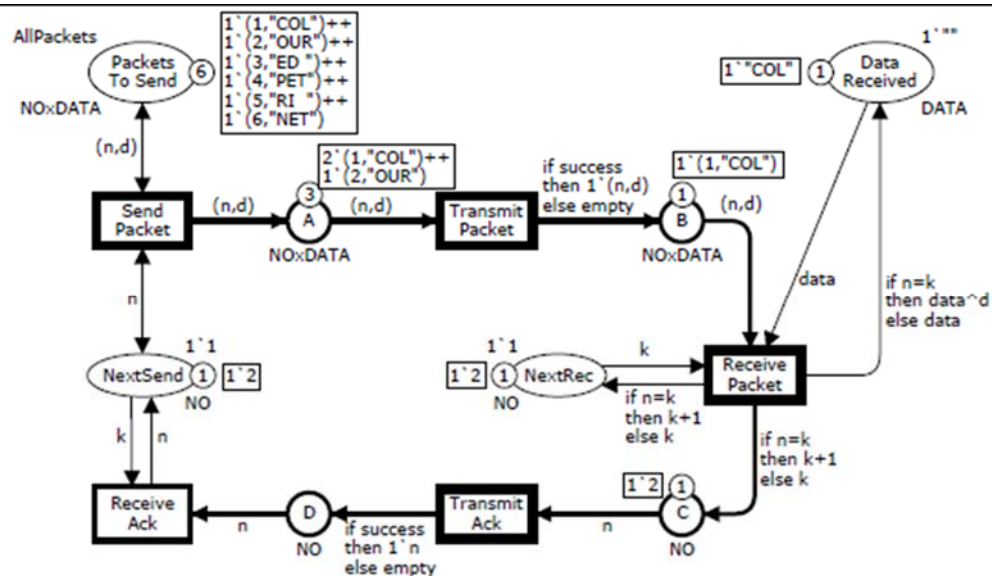 AllPackets
Packets
To Send
6
1`(1,"COL")++
1`(2,"OUR")++
1`(3,"ED ")++
1`(4,"PET")++
1`(5,"RI  ")++
1`(6,"NET")
NOxDATA
1`""
1`"COL"
1
Data
Received
DATA
(n,d)
2`(1,"COL")++
1`(2,"OUR")
if success
then 1`(n,d)
else empty
1`(1,"COL")
Send
Packet
(n,d)
3
A
(n,d)
NOxDATA
Transmit
Packet
1
B
(n,d)
NOxDATA
data
if n=k
then data^d
else data
n
1`1
NextSend
1
1`2
NO
1`1
1`2
1
NextRec
NO
k
if n=k
then k+1
else k
Receive
Packet
k
n
if n=k
then k+1
else k
Receive
Ack
n
D
NO
if success
then 1`n
else empty
Transmit
Ack
n
1`2
1
C
NO